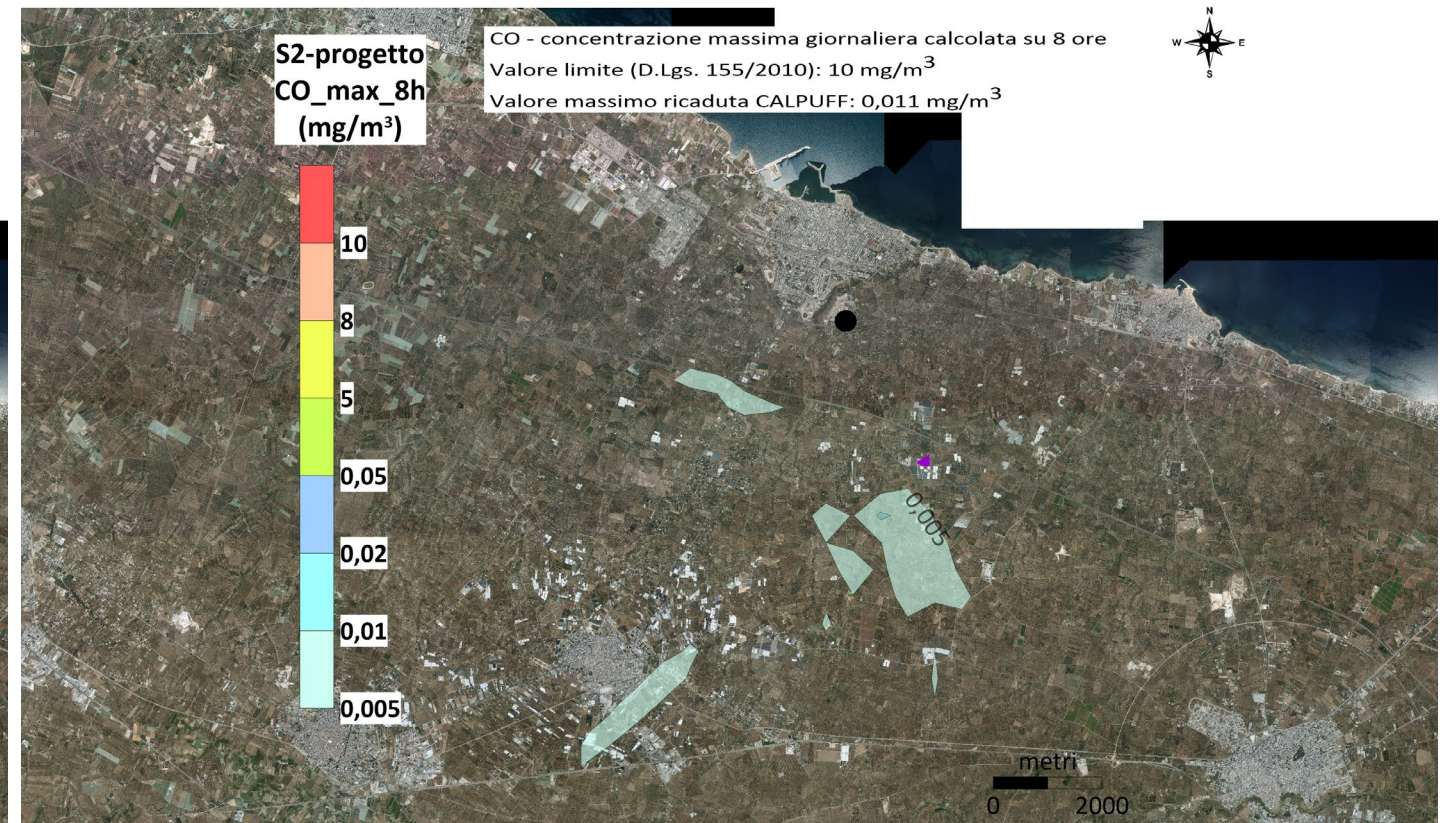 S2-progetto
CO_max_8h
(mg/m³)
CO - concentrazione massima giornaliera calcolata su 8 ore
Valore limite (D.Lgs. 155/2010): 10 mg/m³
Valore massimo ricaduta CALPUFF: 0,011 mg/m³
N
W E
S
10
8
5
0,05
0,02
0,01
0,005
0,005
metri
0 2000